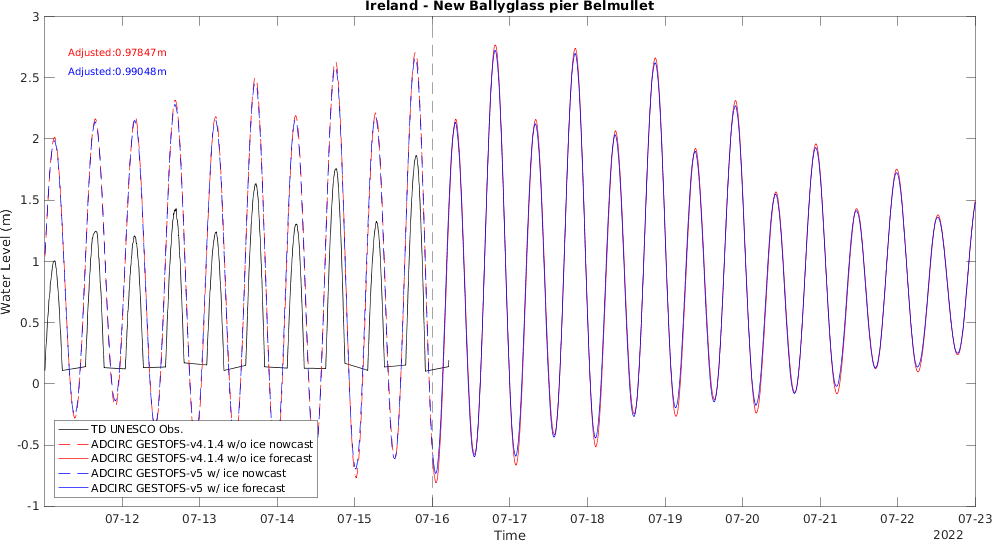 Ireland - New Ballyglass pier Belmullet
3
2.5
2
1.5
1
0.5
0
-0.5
-1
Water Level (m)
Adjusted:0.97847m
Adjusted:0.99048m
TD UNESCO Obs.
ADCIRC GESTOFS-v4.1.4 w/o ice nowcast
ADCIRC GESTOFS-v4.1.4 w/o ice forecast
ADCIRC GESTOFS-v5 w/ ice nowcast
ADCIRC GESTOFS-v5 w/ ice forecast
07-12 07-13 07-14 07-15 07-16 07-17 07-18 07-19 07-20 07-21 07-22 07-23
Time
2022